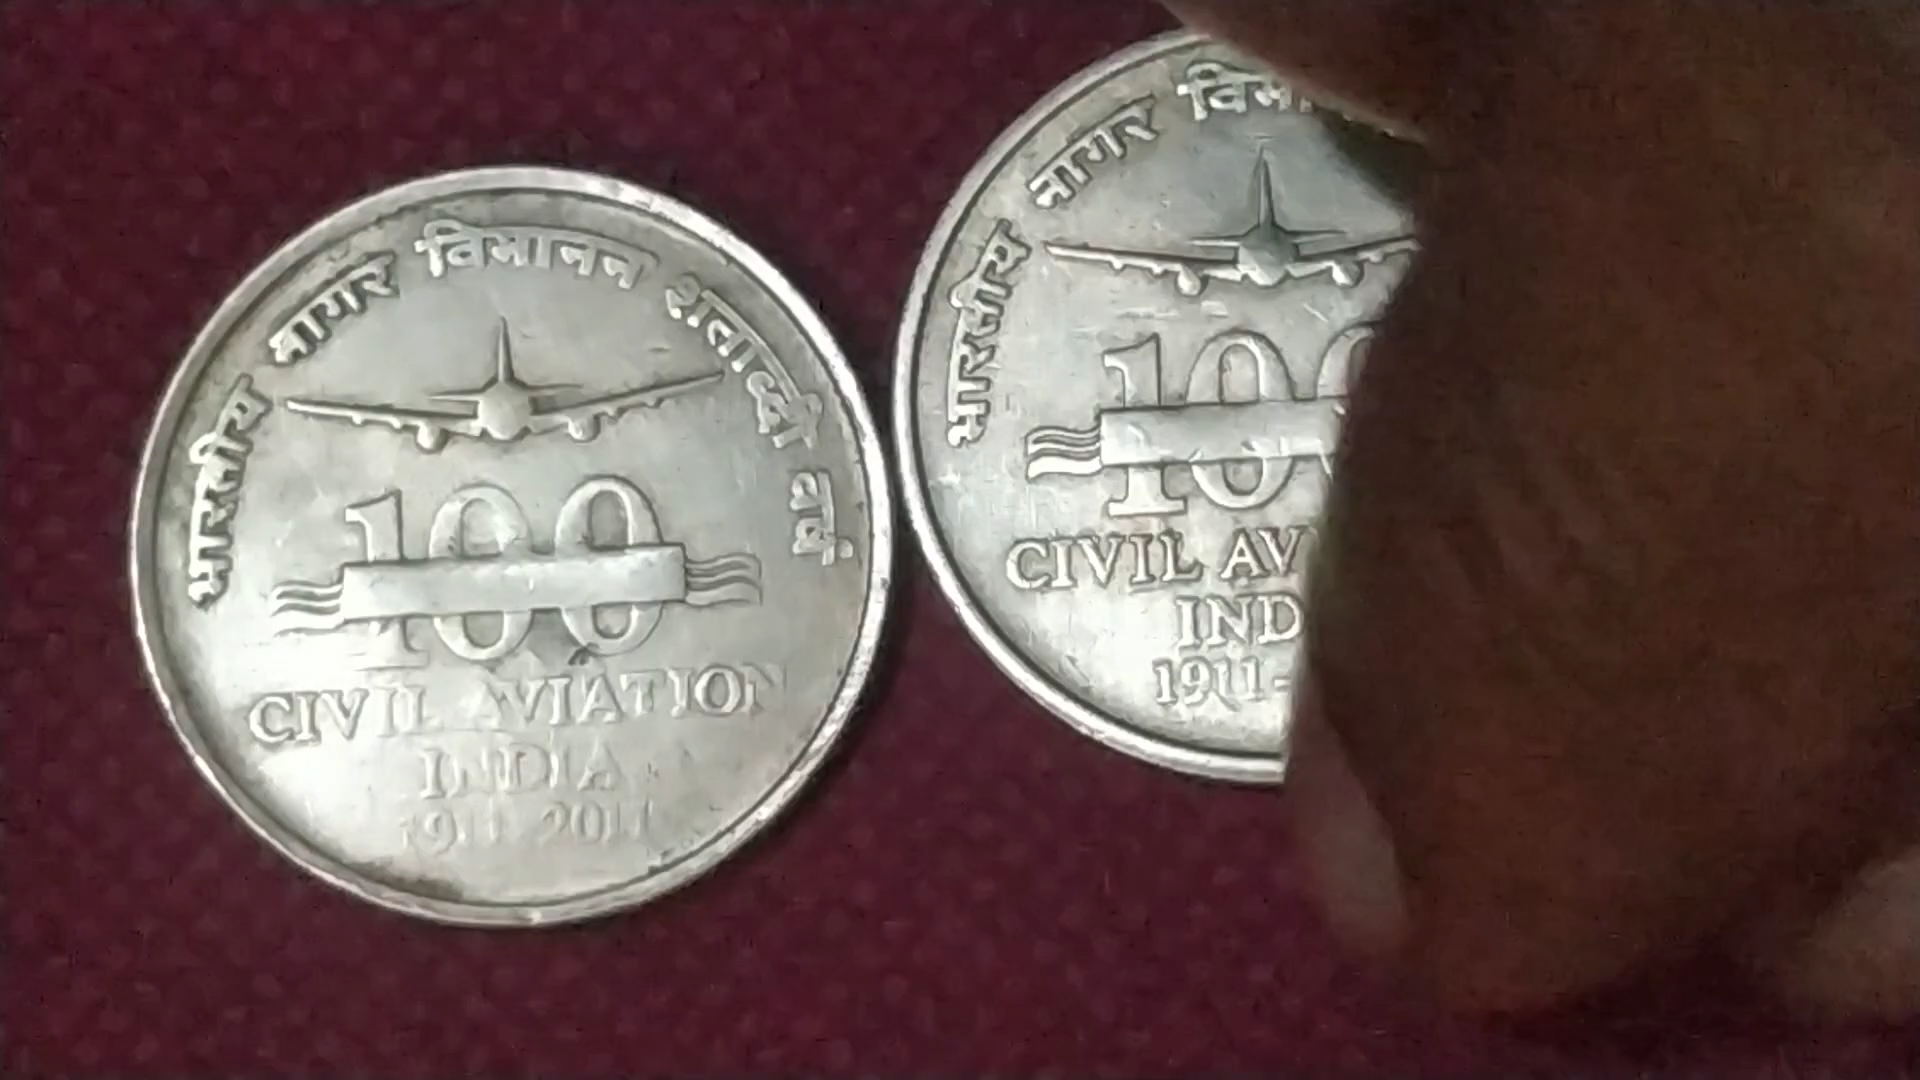 भारतीय नागर विमानन शताब्दी वर्ष
100
CIVIL AVIATION
INDIA
1911-2011
भारतीय नागर विमा
100
CIVIL AV
IND
1911-